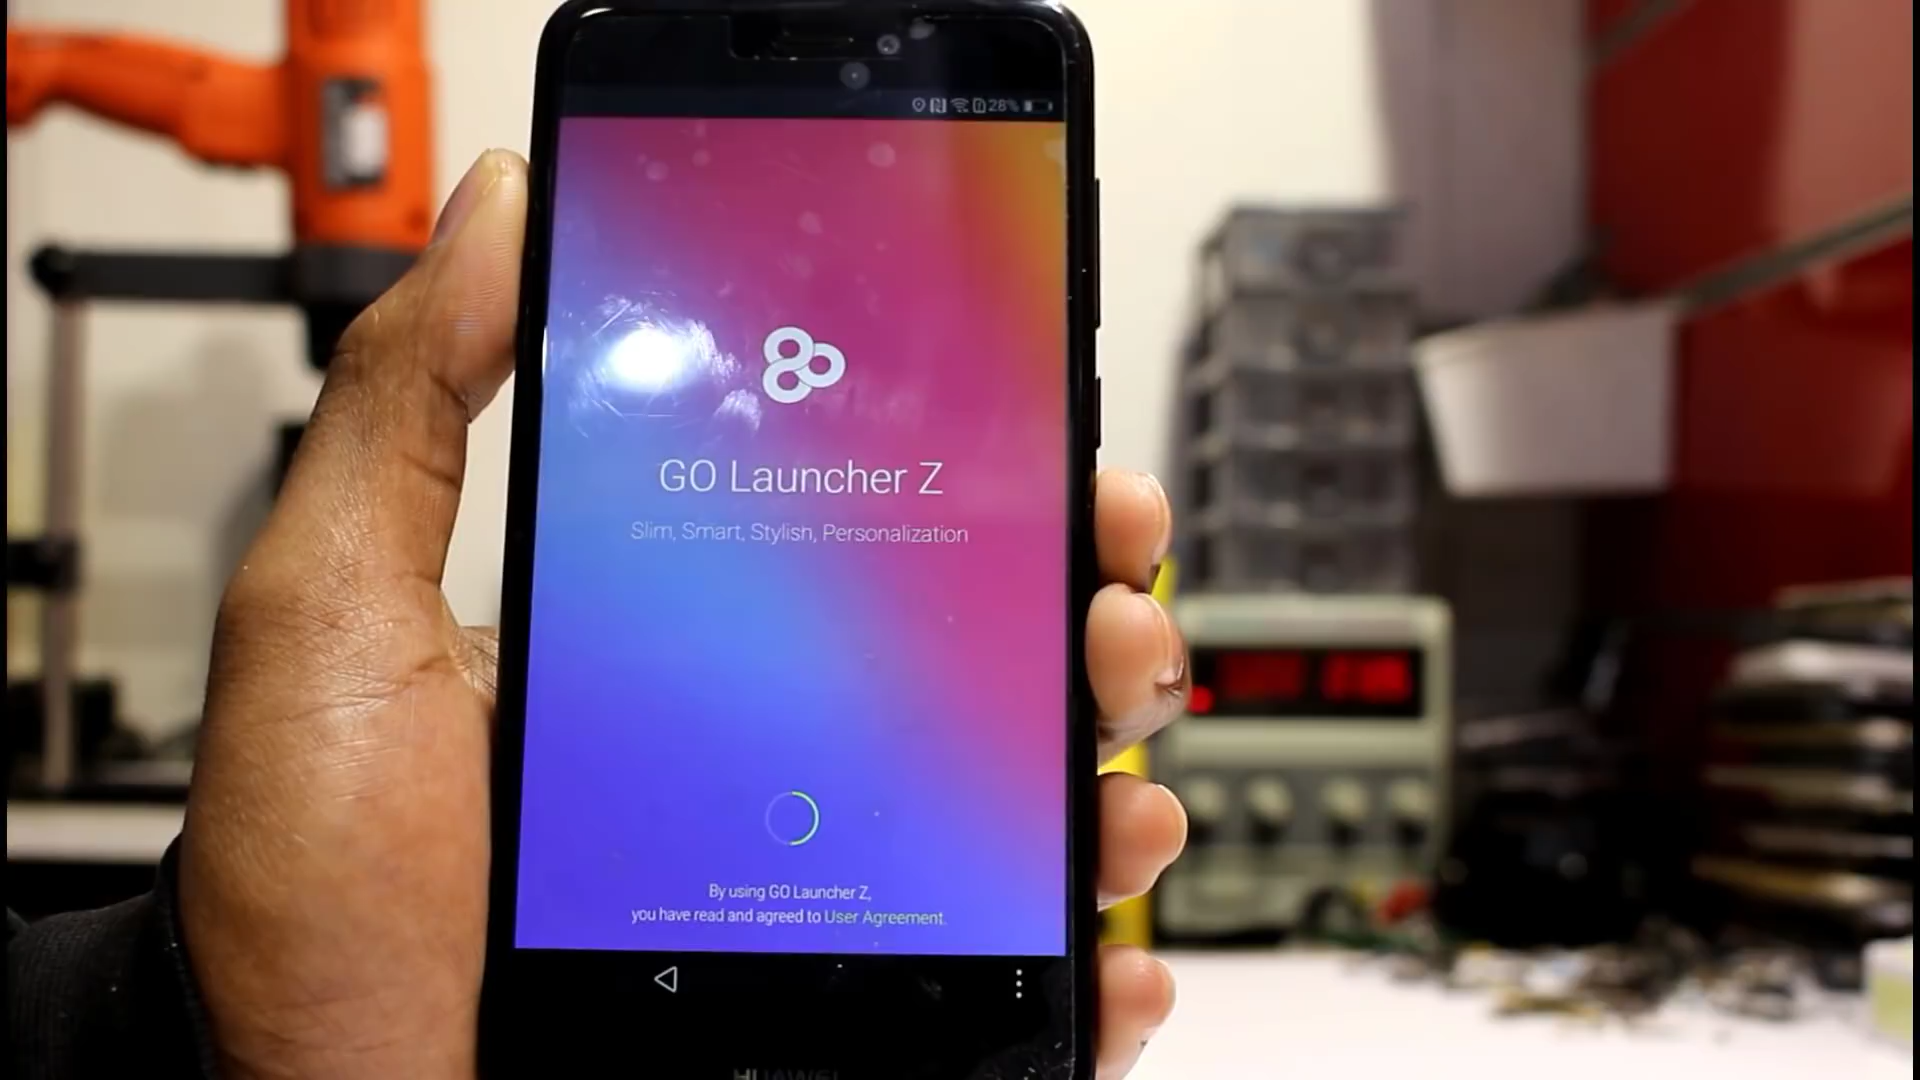 28%
GO Launcher Z
Slim, Smart, Stylish, Personalization
By using GO Launcher Z,
you have read and agreed to User Agreement.
HUAWEI